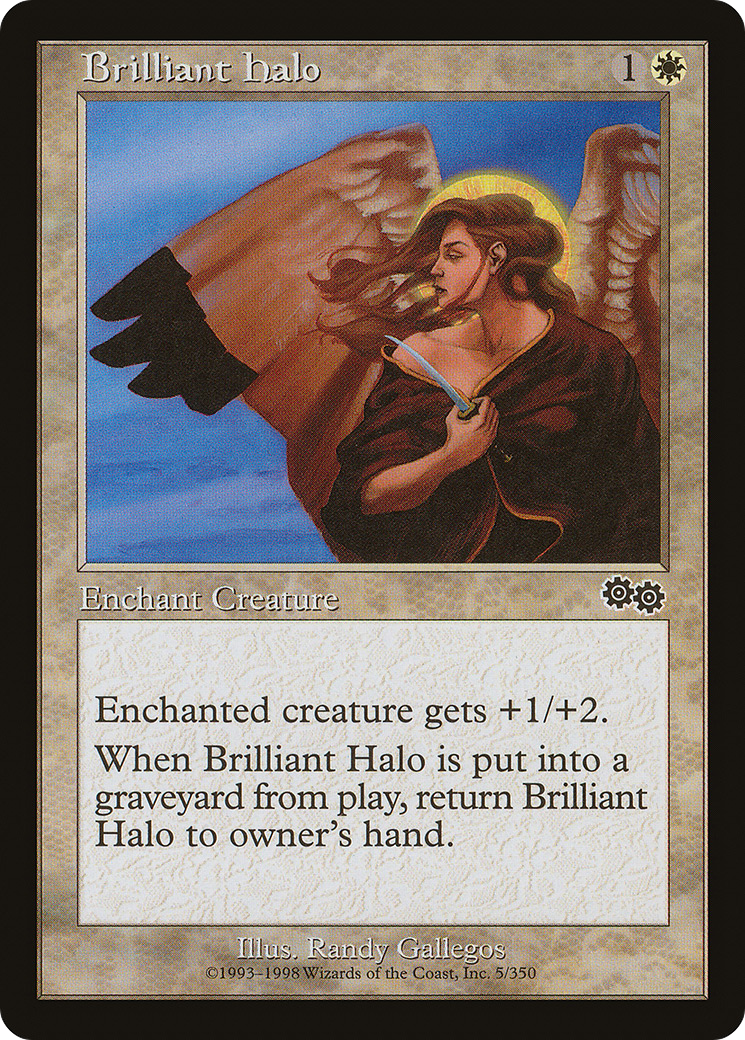 Brilliant Halo 1
Enchant Creature
Enchanted creature gets +1/+2.
When Brilliant Halo is put into a
graveyard from play, return Brilliant
Halo to owner's hand.
Illus. Randy Gallegos
©1993–1998 Wizards of the Coast, Inc. 5/350